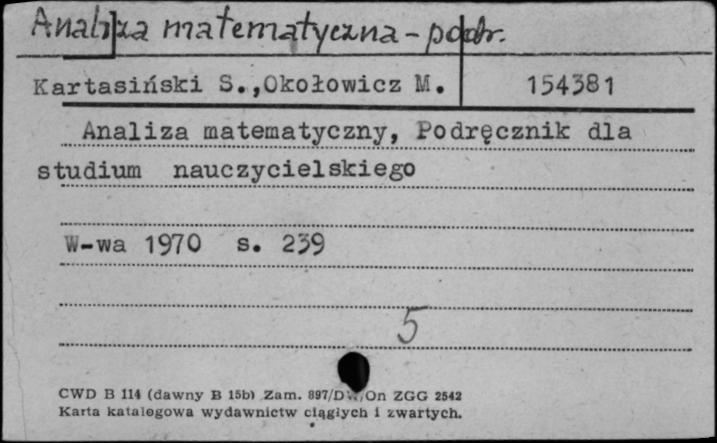 Analiza matematyczna - podr.
Kartasiński S., Okołowicz M. 154381
Analiza matematyczny, Podręcznik dla
studium nauczycielskiego
W-wa 1970 s. 239
5
CWD B 114 (dawny B 15b) Zam. 897/DW/On ZGG 2542
Karta katalogowa wydawnictw ciągłych i zwartych.